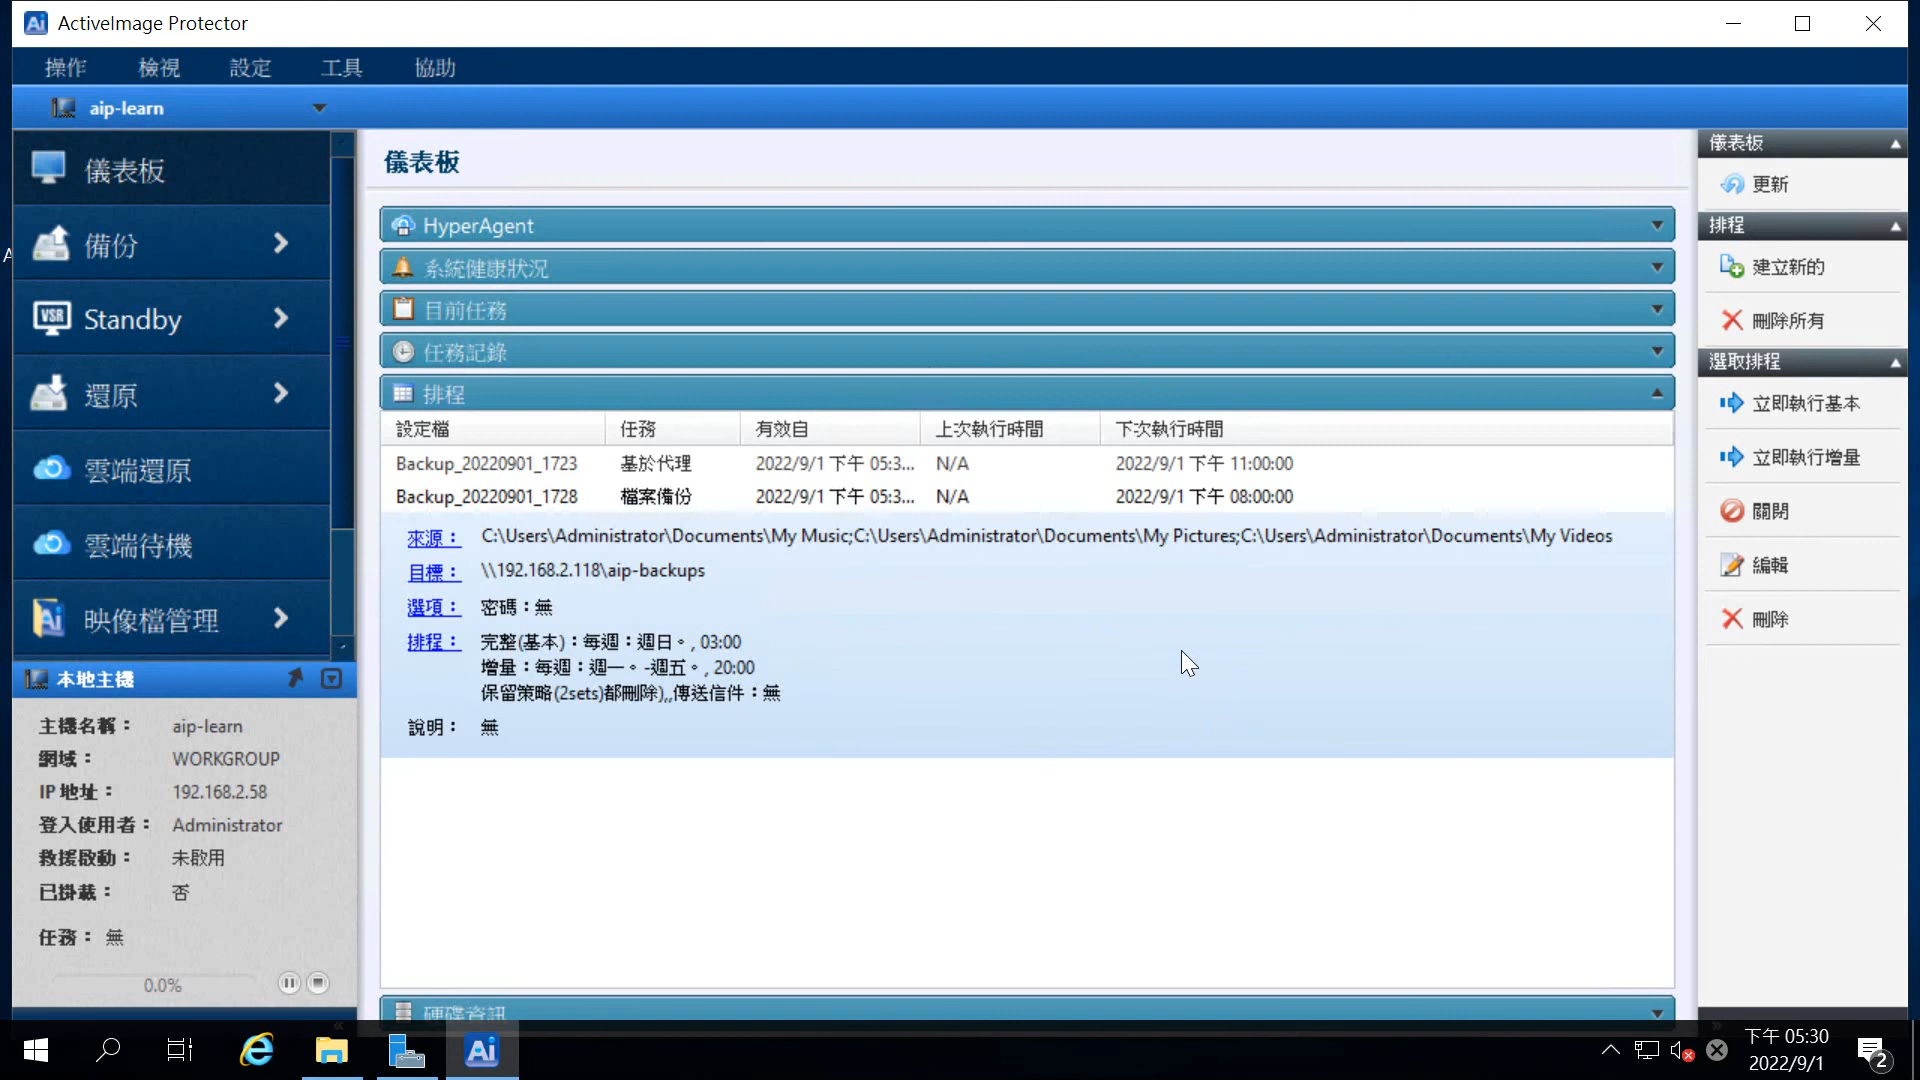 ActiveImage Protector
操作 檢視 設定 工具 協助
aip-learn
儀表板
備份
Standby
還原
雲端還原
雲端待機
映像檔管理
本地主機
主機名稱： aip-learn
網域： WORKGROUP
IP 地址： 192.168.2.58
登入使用者： Administrator
救援啟動： 未啟用
已掛載： 否
任務： 無
0.0%
儀表板
HyperAgent
系統健康狀況
目前任務
任務記錄
排程
設定檔 任務 有效自 上次執行時間 下次執行時間
Backup_20220901_1723 基於代理 2022/9/1 下午 05:3... N/A 2022/9/1 下午 11:00:00
Backup_20220901_1728 檔案備份 2022/9/1 下午 05:3... N/A 2022/9/1 下午 08:00:00
來源： C:\Users\Administrator\Documents\My Music;C:\Users\Administrator\Documents\My Pictures;C:\Users\Administrator\Documents\My Videos
目標： \\192.168.2.118\aip-backups
選項： 密碼：無
排程： 完整(基本)：每週：週日。, 03:00
增量：每週：週一。-週五。, 20:00
保留策略(2sets)都刪除),,傳送信件：無
說明： 無
硬碟資訊
儀表板
更新
排程
建立新的
刪除所有
選取排程
立即執行基本
立即執行增量
關閉
編輯
刪除
VSR
Ai
下午 05:30
2022/9/1
2